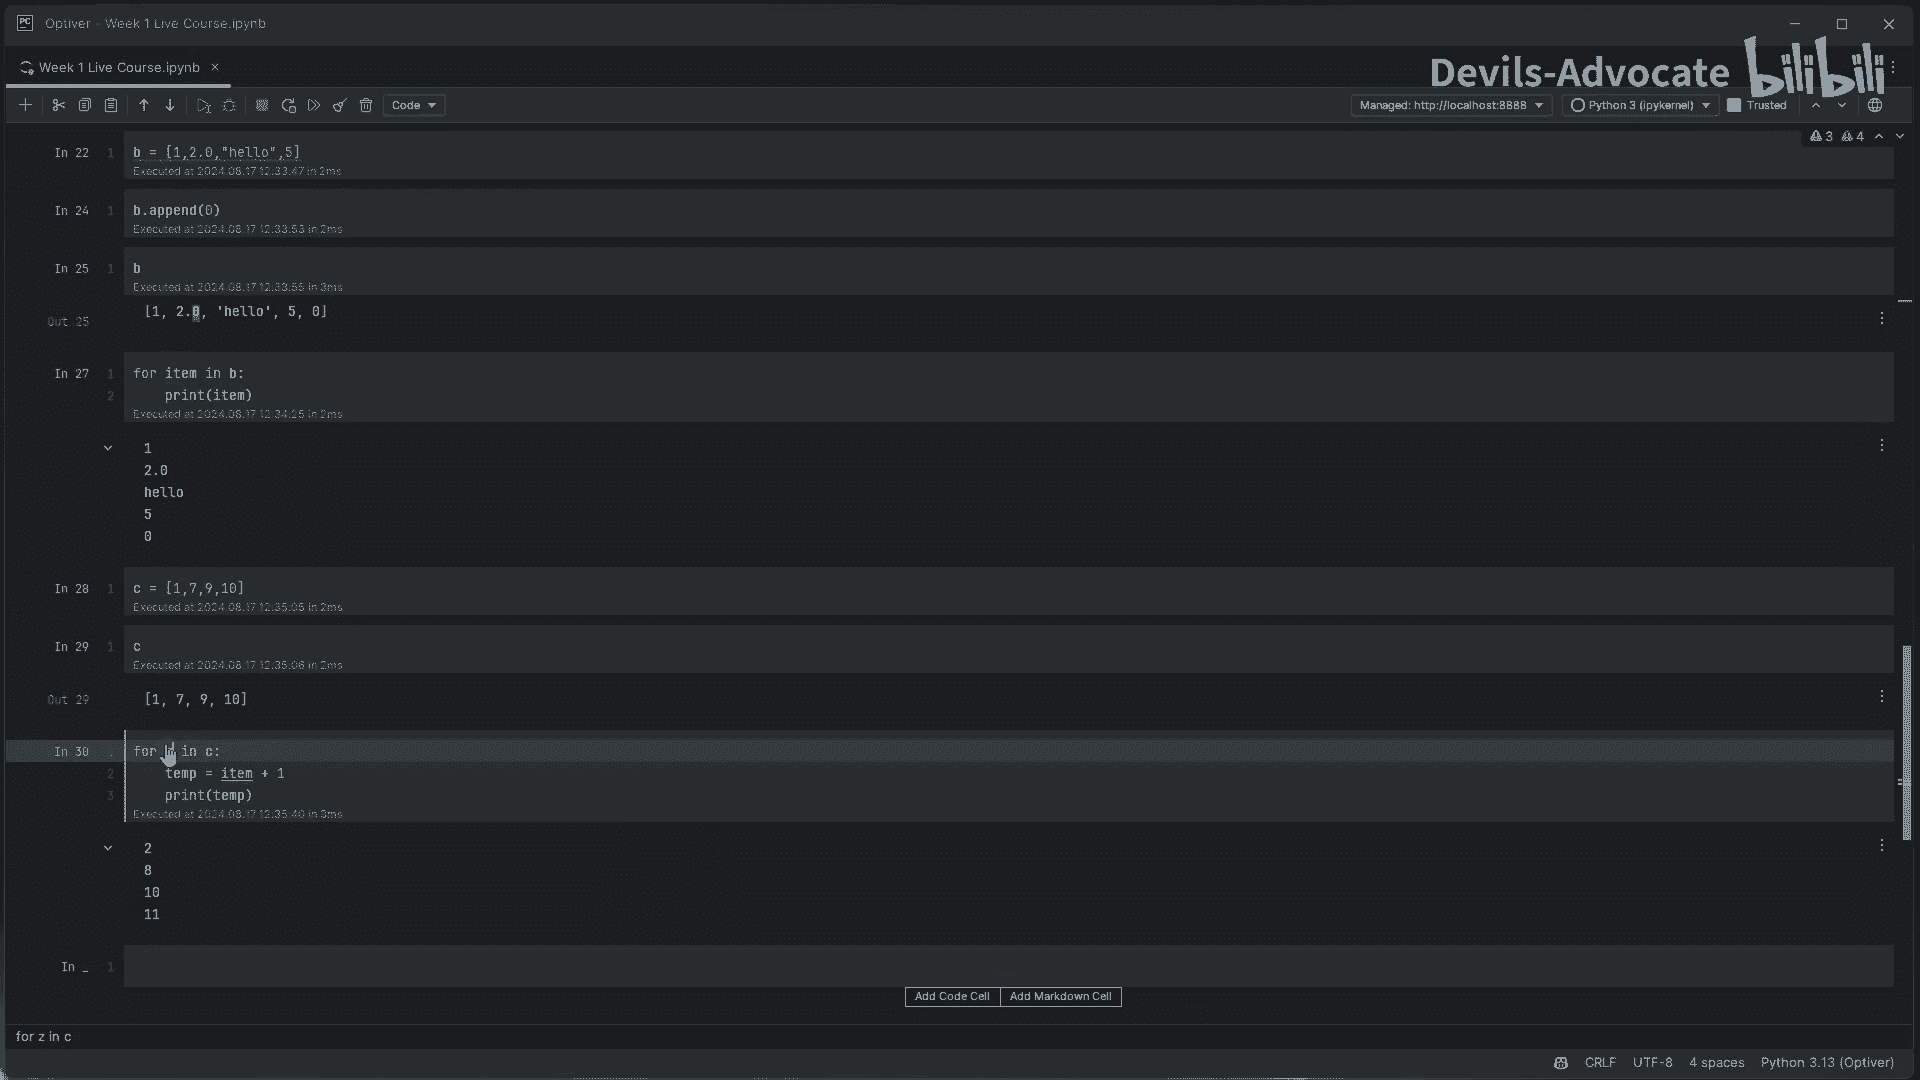 Optiver – Week 1 Live Course.ipynb
Week 1 Live Course.ipynb
Devils-Advocate bilibili
Code
Managed: http://localhost:8888
Python 3 (ipykernel)
Trusted
3 4
In 22 1 b = [1,2.0,"hello",5]
Executed at 2024.08.17 12:33:47 in 2ms
In 24 1 b.append(0)
Executed at 2024.08.17 12:33:53 in 2ms
In 25 1 b
Executed at 2024.08.17 12:33:55 in 3ms
[1, 2.0, 'hello', 5, 0]
Out 25
In 27 1 for item in b:
2 print(item)
Executed at 2024.08.17 12:34:25 in 2ms
1
2.0
hello
5
0
In 28 1 c = [1,7,9,10]
Executed at 2024.08.17 12:35:05 in 2ms
In 29 1 c
Executed at 2024.08.17 12:35:06 in 2ms
Out 29 [1, 7, 9, 10]
In 30 for in c:
2 temp = item + 1
3 print(temp)
Executed at 2024.08.17 12:35:40 in 3ms
2
8
10
11
In _ 1
Add Code Cell Add Markdown Cell
for z in c
CRLF UTF-8 4 spaces Python 3.13 (Optiver)